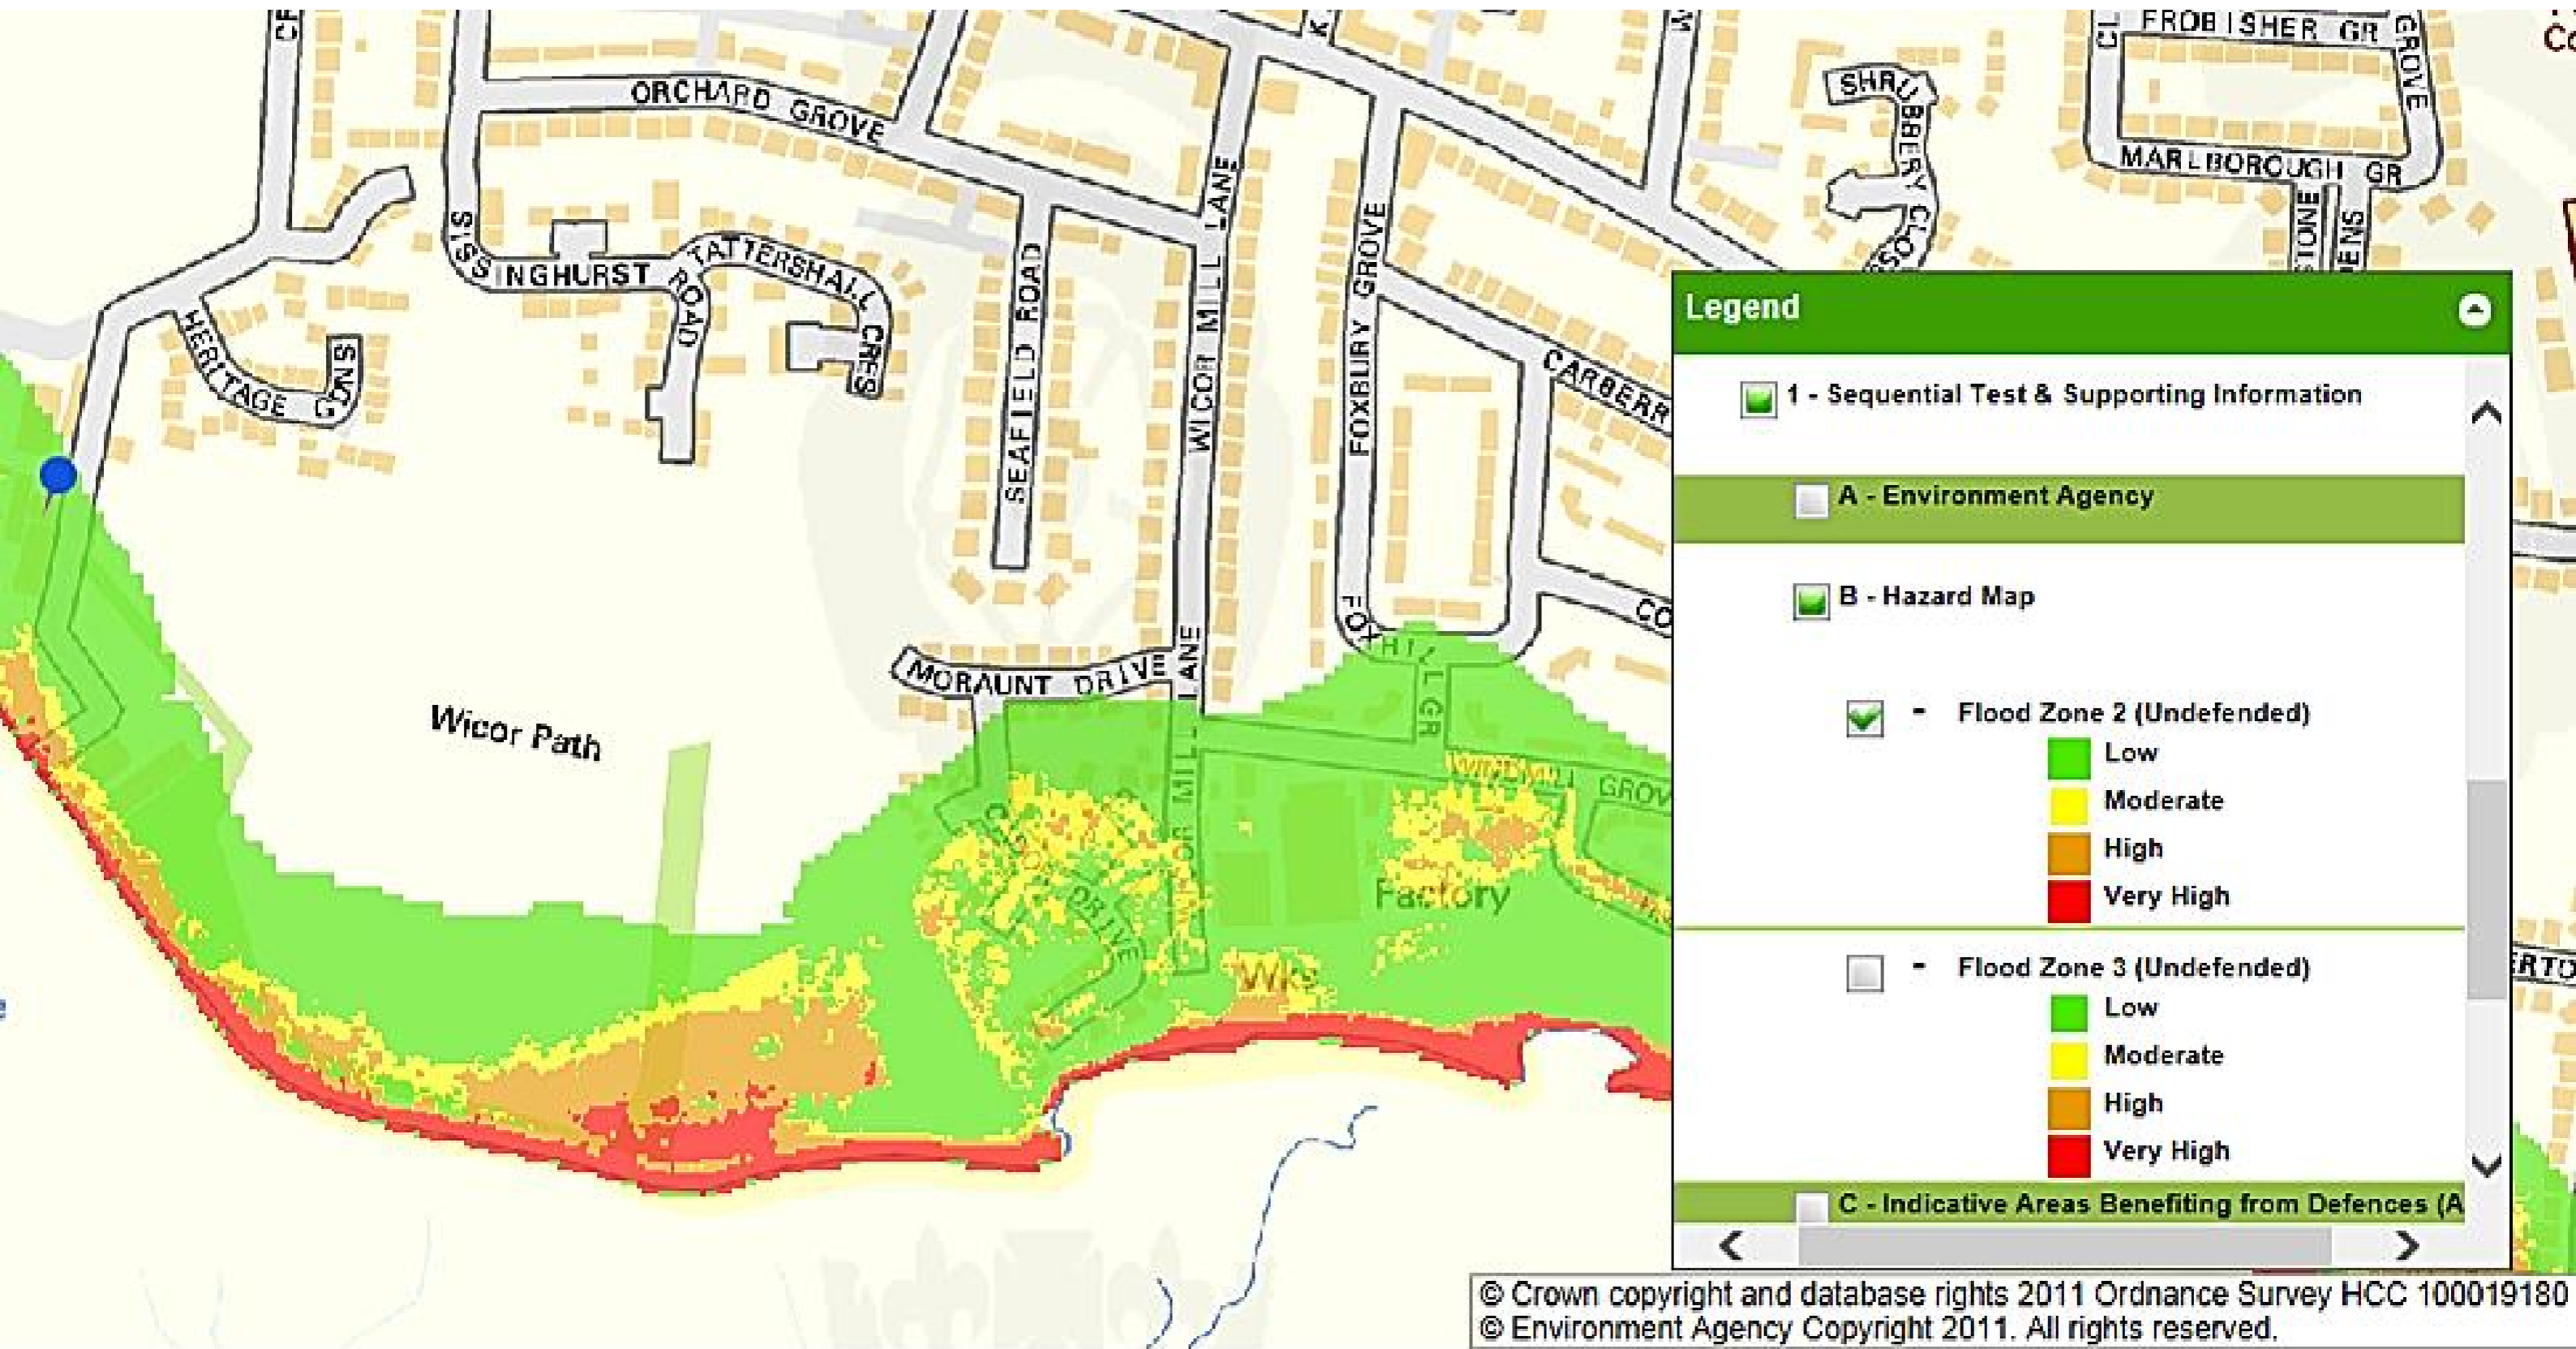 FROBISHER GR
GROVE
ORCHARD GROVE
SHRUBBERY CLOS
MARLBOROUGH GR
WICOR MILL LANE
SISSINGHURST ROAD
TATTERSHALL CRES
SEAFIELD ROAD
FOXBURY GROVE
HERITAGE GDNS
CARBERR
Legend
1 - Sequential Test & Supporting Information
A - Environment Agency
B - Hazard Map
- Flood Zone 2 (Undefended)
Low
Moderate
High
Very High
- Flood Zone 3 (Undefended)
Low
Moderate
High
Very High
C - Indicative Areas Benefiting from Defences (A
MORAUNT DRIVE
LANE
Wicor Path
WINDMILL GROV
DRIVE
Factory
Wks
© Crown copyright and database rights 2011 Ordnance Survey HCC 100019180
© Environment Agency Copyright 2011. All rights reserved.